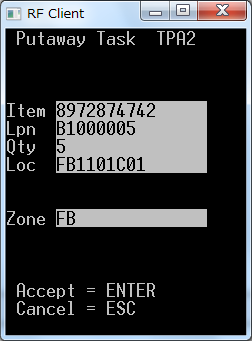 RF Client
Putaway Task TPA2
Item 8972874742
Lpn B1000005
Qty 5
Loc FB1101C01
Zone FB
Accept = ENTER
Cancel = ESC